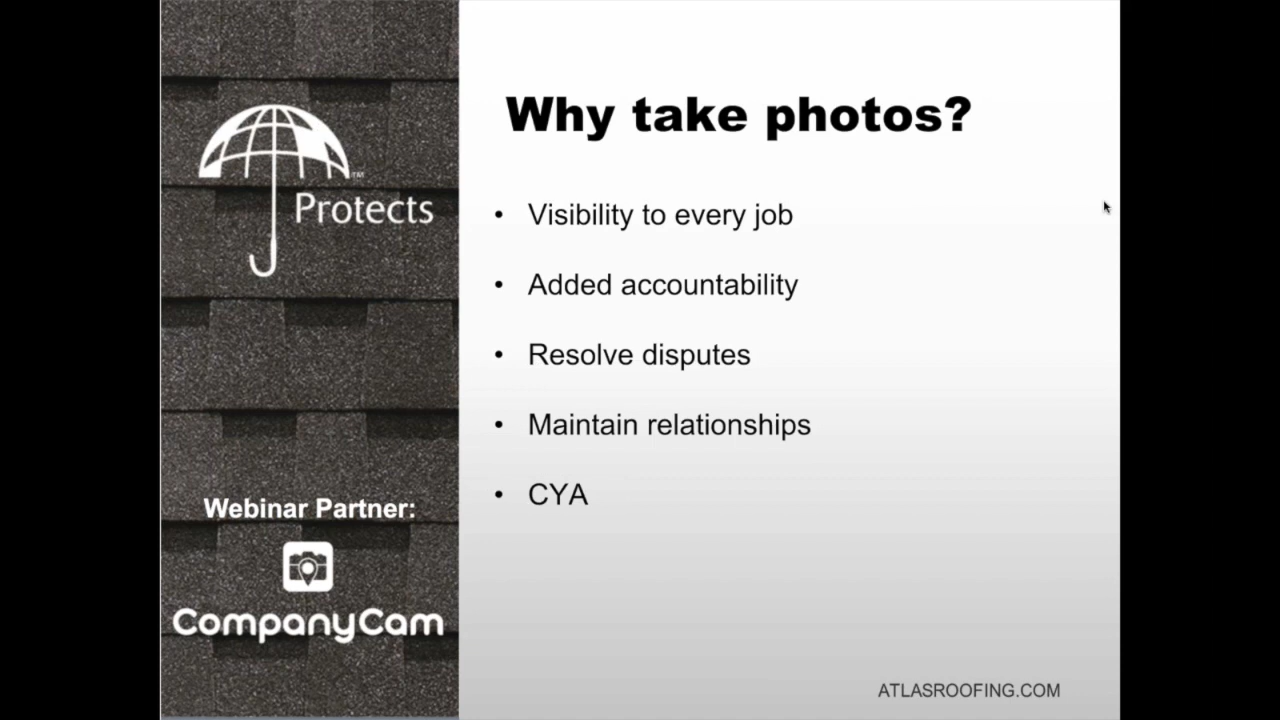 Why take photos?
• Visibility to every job
• Added accountability
• Resolve disputes
• Maintain relationships
• CYA
Protects
™
Webinar Partner:
CompanyCam
ATLASROOFING.COM